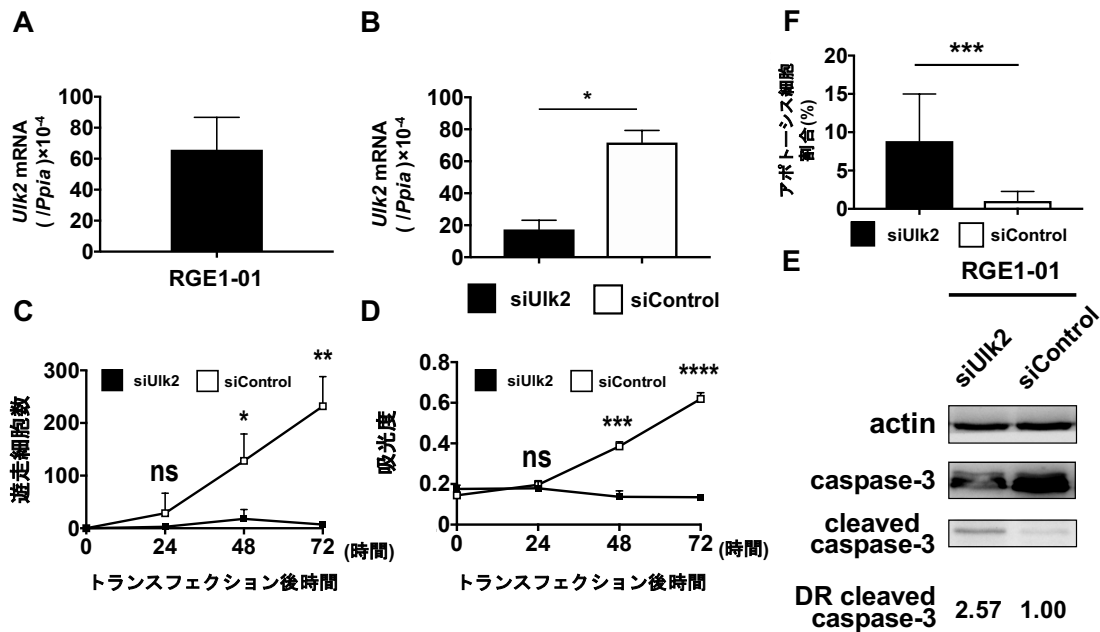 A
Ulk2 mRNA
( /Ppia )×10-4
100
80
60
40
20
0
RGE1-01
B
Ulk2 mRNA
( /Ppia )×10-4
100
80
60
40
20
0
*
siUlk2
siControl
C
遊走細胞数
300
200
100
0
siUlk2
siControl
ns
*
**
0
24
48
72
(時間)
トランスフェクション後時間
D
吸光度
0.8
0.6
0.4
0.2
0.0
siUlk2
siControl
ns
***
****
0
24
48
72
(時間)
トランスフェクション後時間
F
アポトーシス細胞
割合(%)
20
15
10
5
0
***
siUlk2
siControl
E
RGE1-01
siUlk2
siControl
actin
caspase-3
cleaved
caspase-3
DR cleaved
caspase-3
2.57
1.00